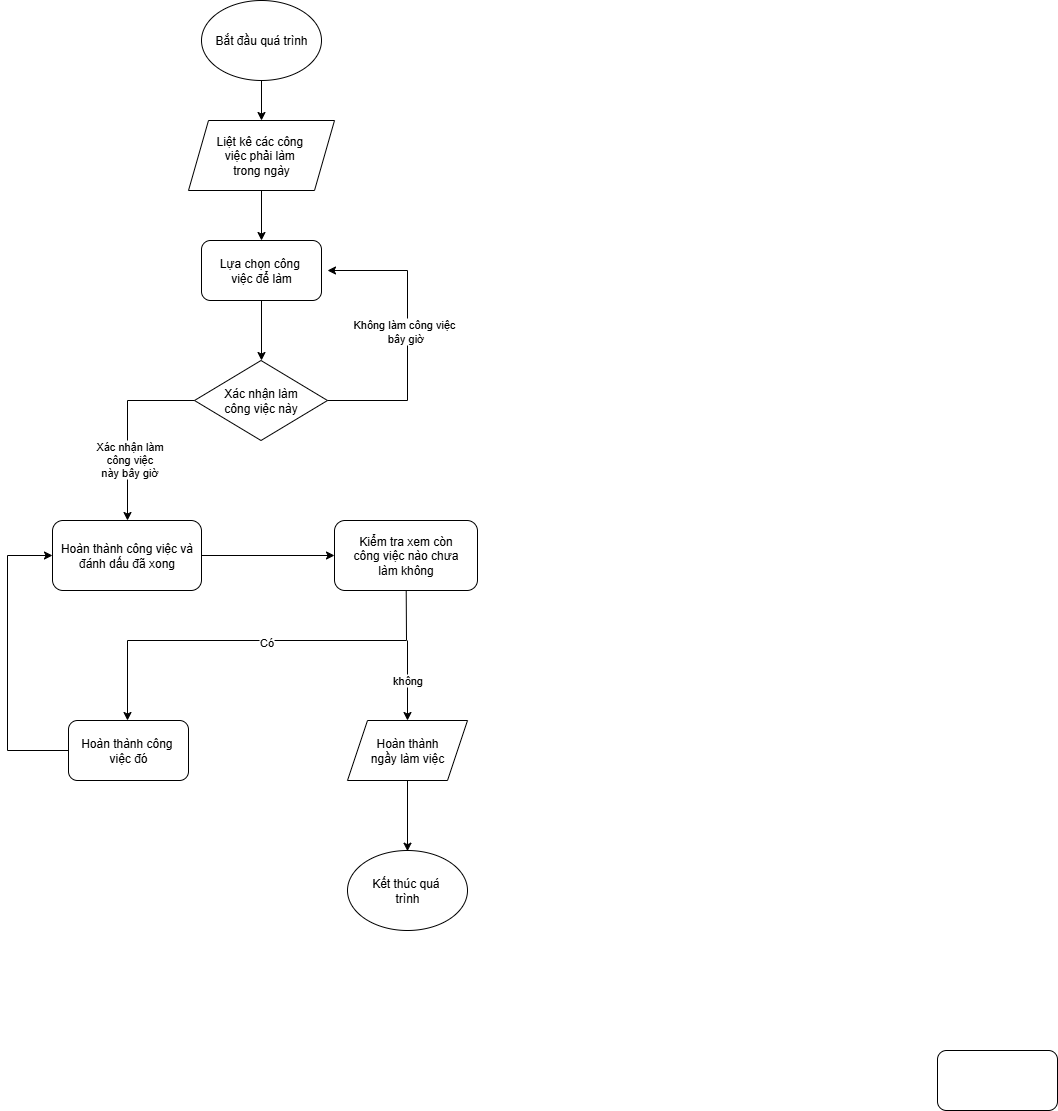 Bắt đầu quá trình
Liệt kê các công
việc phải làm
trong ngày
Lựa chọn công
việc để làm
Không làm công việc
bây giờ
Xác nhận làm
công việc này
Xác nhận làm
công việc
này bây giờ
Hoàn thành công việc và
đánh dấu đã xong
Kiểm tra xem còn
công việc nào chưa
làm không
Có
không
Hoàn thành công
việc đó
Hoàn thành
ngầy làm việc
Kết thúc quá
trình